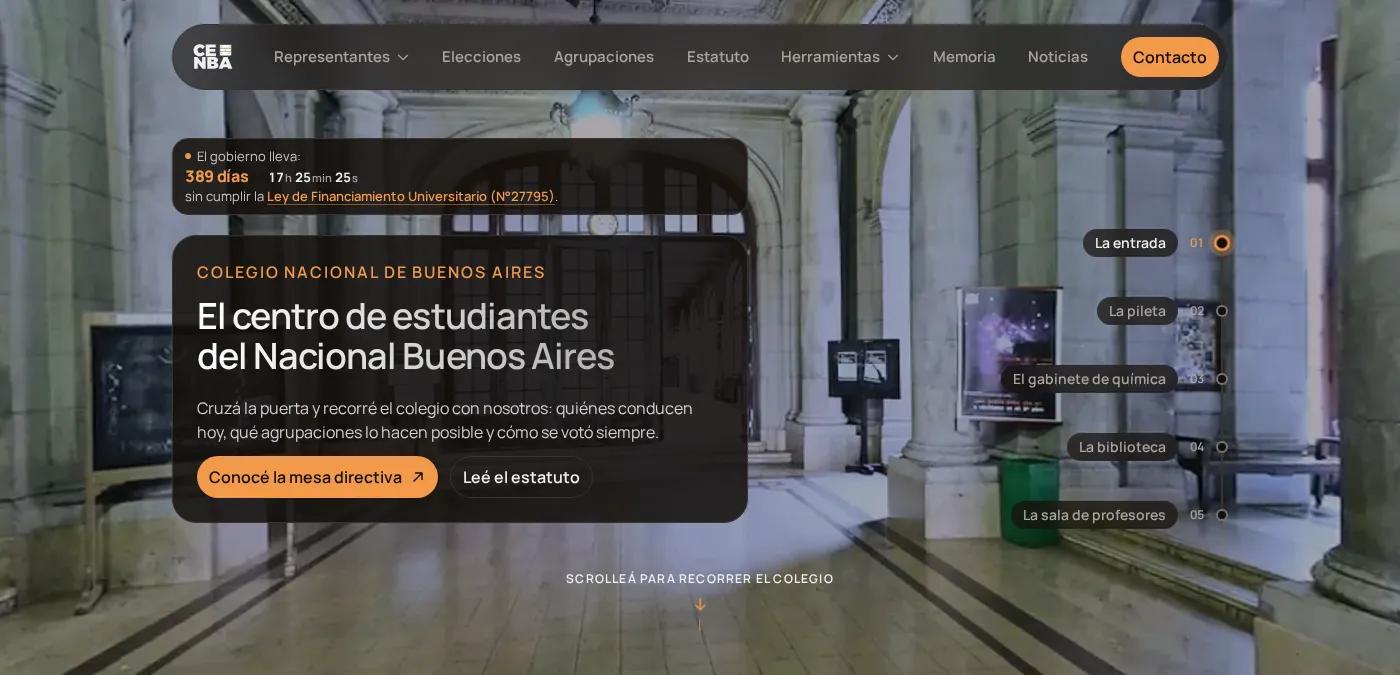 CE
NBA
Representantes
Elecciones
Agrupaciones
Estatuto
Herramientas
Memoria
Noticias
Contacto
El gobierno lleva:
389 días 17h 25min 25s
sin cumplir la Ley de Financiamiento Universitario (N°27795).
COLEGIO NACIONAL DE BUENOS AIRES
El centro de estudiantes
del Nacional Buenos Aires
Cruzá la puerta y recorré el colegio con nosotros: quiénes conducen
hoy, qué agrupaciones lo hacen posible y cómo se votó siempre.
Conocé la mesa directiva
Leé el estatuto
La entrada 01
La pileta 02
El gabinete de química 03
La biblioteca 04
La sala de profesores 05
SCROLLEÁ PARA RECORRER EL COLEGIO